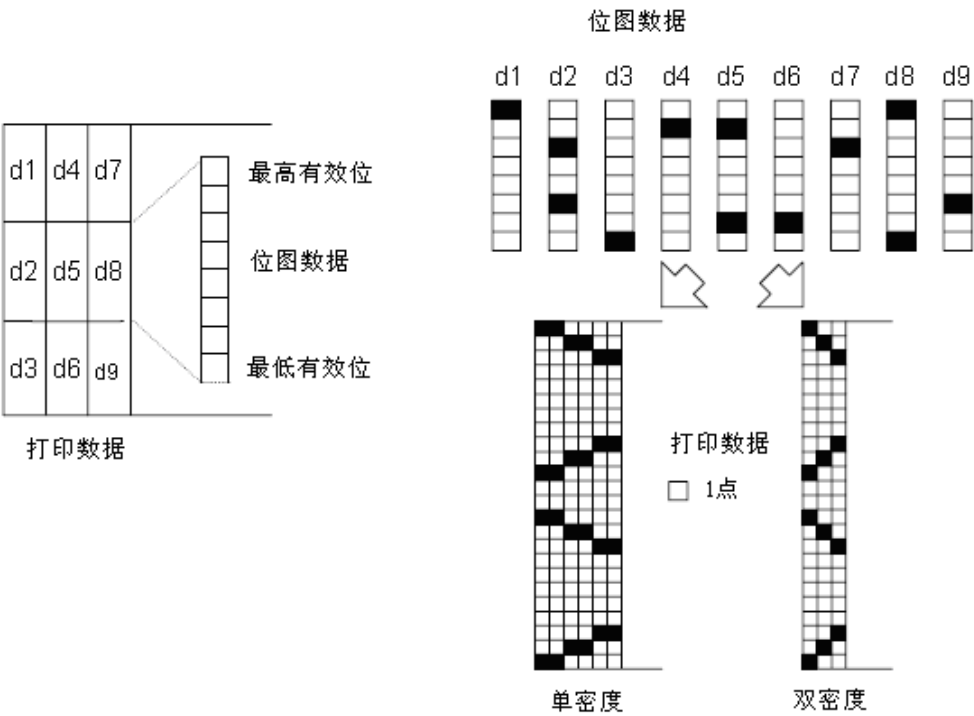 位图数据
d1 d2 d3 d4 d5 d6 d7 d8 d9
d1 d4 d7
d2 d5 d8
d3 d6 d9
最高有效位
位图数据
最低有效位
打印数据
打印数据
1点
单密度
双密度